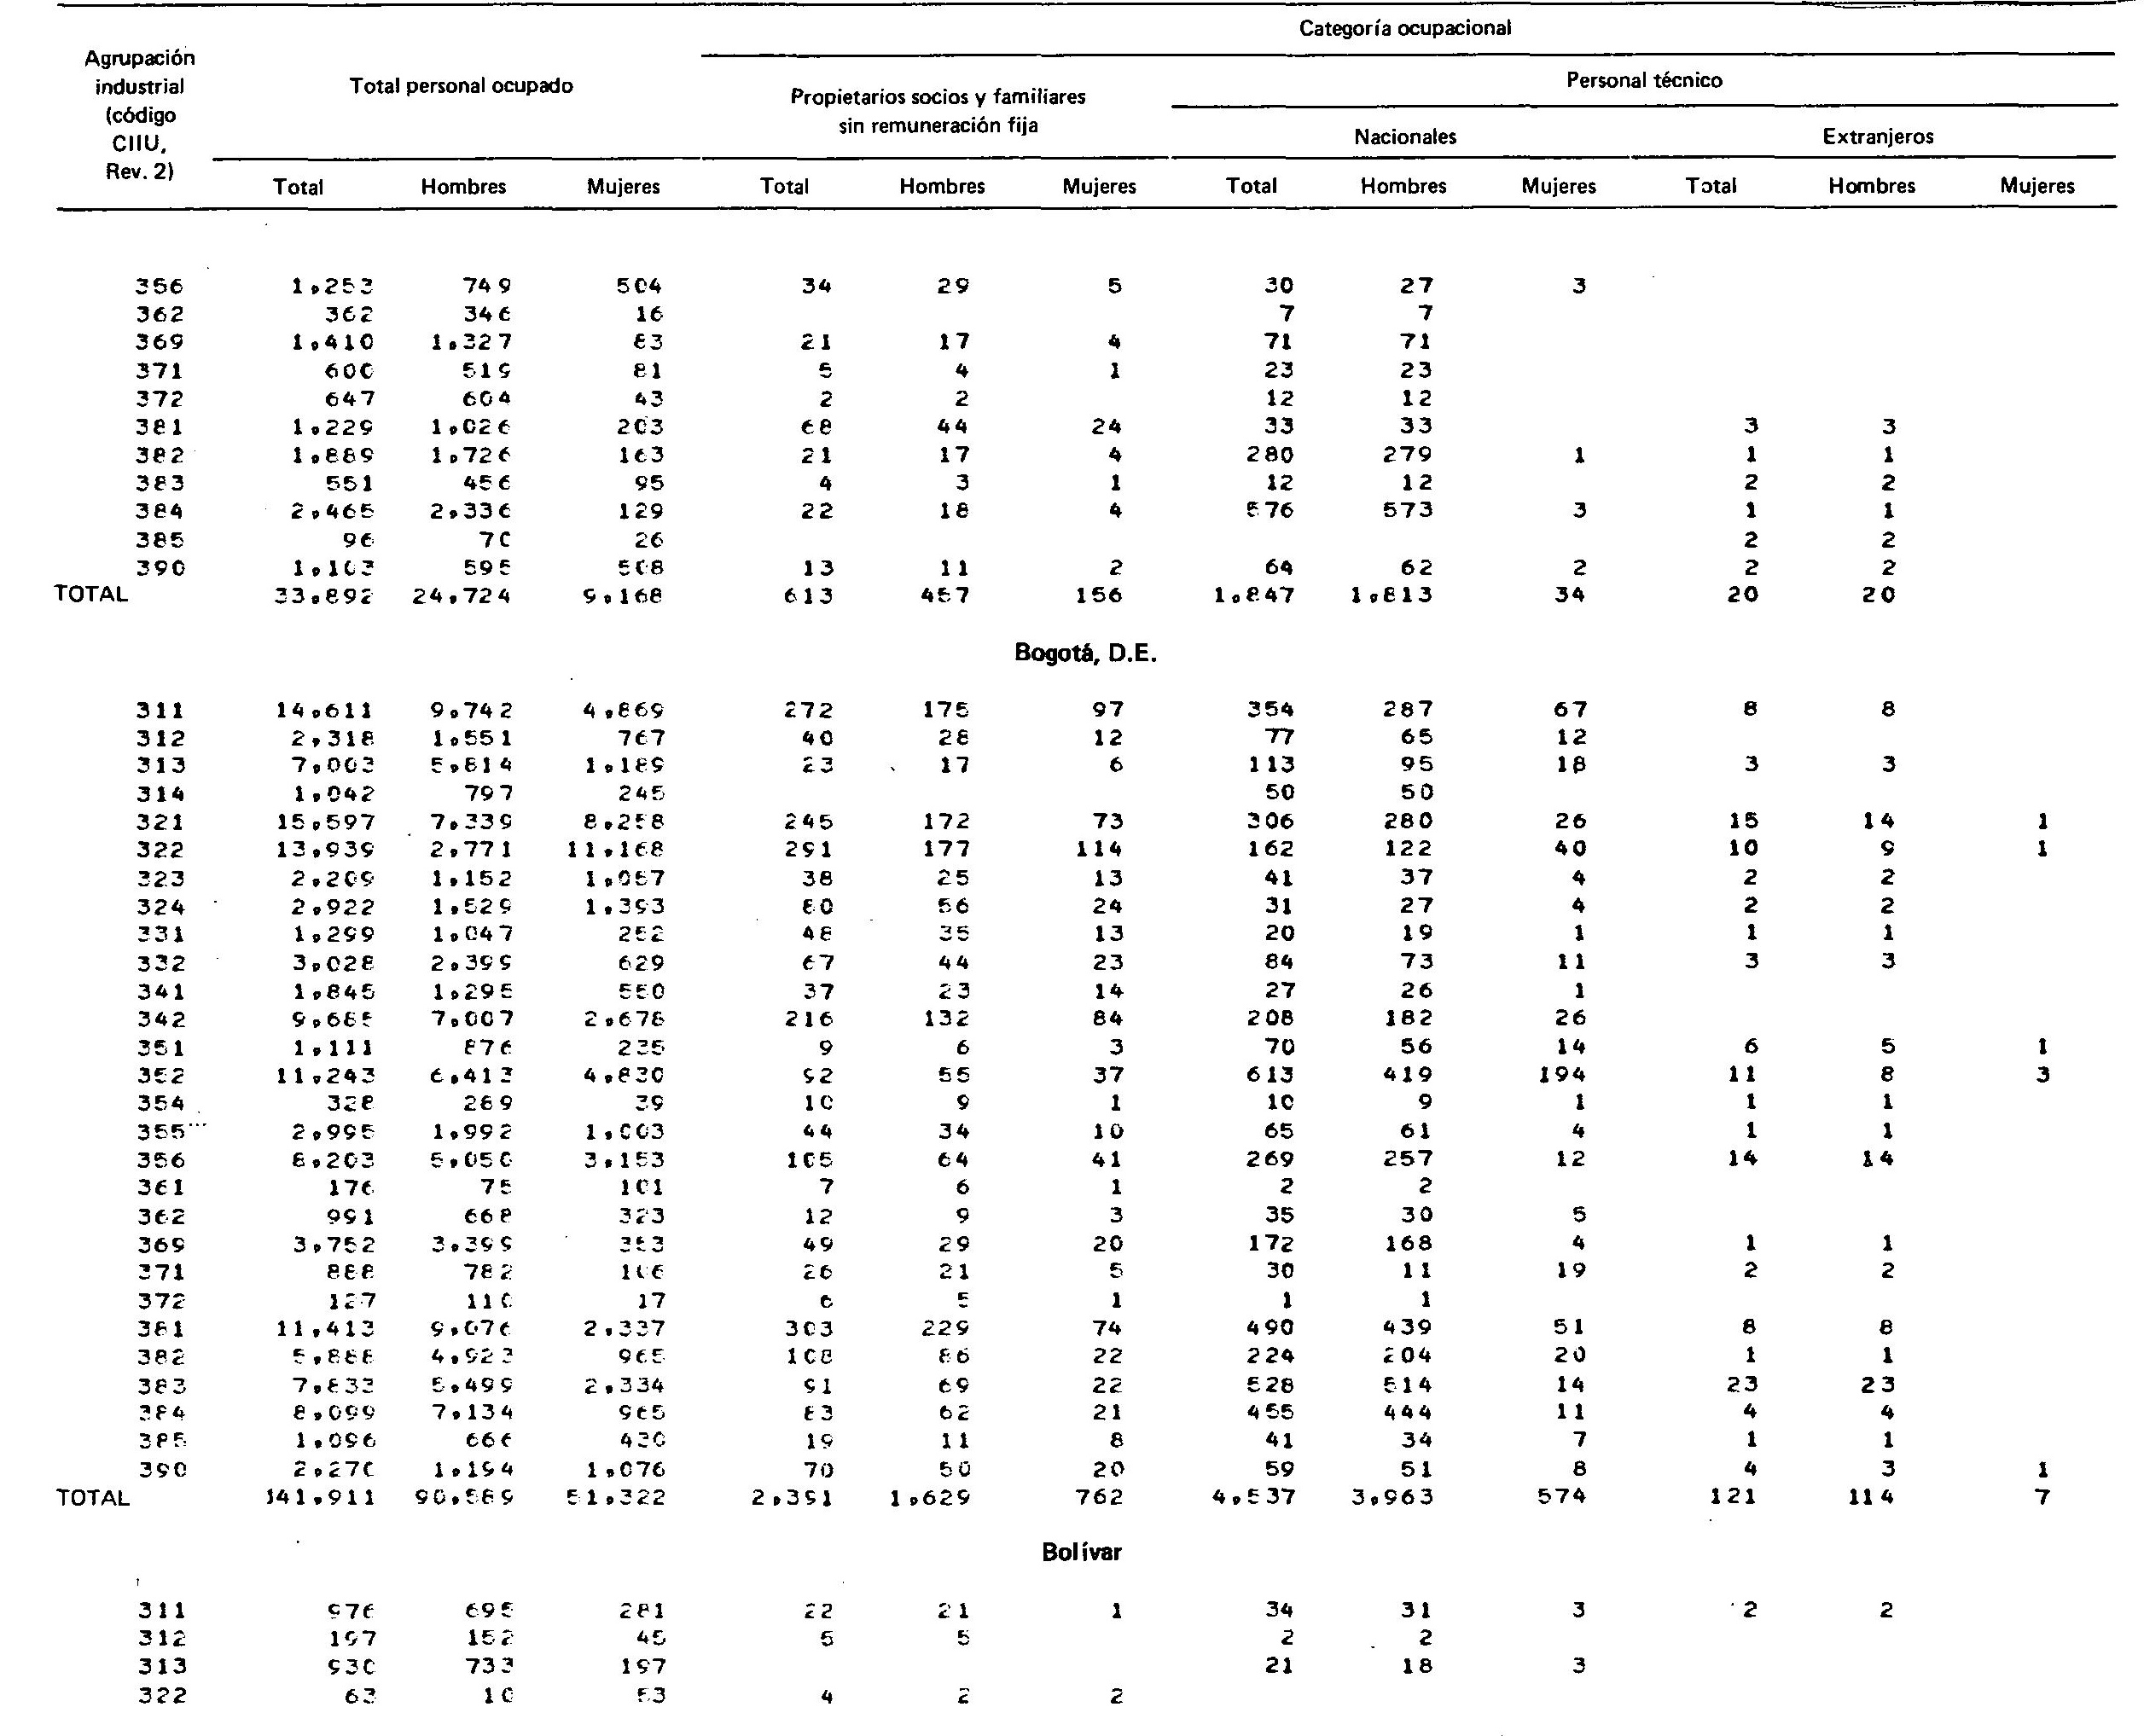 Categoría ocupacional
Agrupación industrial (código CIIU, Rev. 2)
Total personal ocupado
Propietarios socios y familiares
sin remuneración fija
Personal técnico
Nacionales Extranjeros
Total Hombres Mujeres Total Hombres Mujeres Total Hombres Mujeres Total Hombres Mujeres
356 1,253 749 504 34 29 5 30 27 3
362 362 346 16 7 7
369 1,410 1,327 83 21 17 4 71 71
371 600 519 81 5 4 1 23 23
372 647 604 43 2 2 12 12
381 1,229 1,026 203 68 44 24 33 33 3 3
382 1,889 1,726 163 21 17 4 280 279 1 1 1
383 551 456 95 4 3 1 12 12 2 2
384 2,465 2,336 129 22 18 4 576 573 3 1 1
385 96 70 26 2 2
390 1,103 595 508 13 11 2 64 62 2 2 2
TOTAL 33,892 24,724 9,168 613 457 156 1,847 1,813 34 20 20
Bogotá, D.E.
311 14,611 9,742 4,869 272 175 97 354 287 67 8 8
312 2,318 1,551 767 40 28 12 77 65 12
313 7,003 5,814 1,189 23 17 6 113 95 18 3 3
314 1,042 797 245 50 50
321 15,597 7,339 8,258 245 172 73 306 280 26 15 14 1
322 13,939 2,771 11,168 291 177 114 162 122 40 10 9 1
323 2,209 1,152 1,057 38 25 13 41 37 4 2 2
324 2,922 1,529 1,393 80 56 24 31 27 4 2 2
331 1,299 1,047 252 48 35 13 20 19 1 1 1
332 3,028 2,399 629 67 44 23 84 73 11 3 3
341 1,845 1,295 550 37 23 14 27 26 1
342 9,685 7,007 2,678 216 132 84 208 182 26
351 1,111 876 235 9 6 3 70 56 14 6 5 1
352 11,243 6,413 4,830 92 55 37 613 419 194 11 8 3
354 328 289 39 10 9 1 10 9 1 1 1
355 2,995 1,992 1,003 44 34 10 65 61 4 1 1
356 8,203 5,050 3,153 105 64 41 269 257 12 14 14
361 176 75 101 7 6 1 2 2
362 991 668 323 12 9 3 35 30 5
369 3,752 3,399 353 49 29 20 172 168 4 1 1
371 888 782 106 26 21 5 30 11 19 2 2
372 127 110 17 6 5 1 1 1
381 11,413 9,076 2,337 303 229 74 490 439 51 8 8
382 5,888 4,923 965 108 86 22 224 204 20 1 1
383 7,833 5,499 2,334 91 69 22 528 514 14 23 23
384 8,099 7,134 965 83 62 21 455 444 11 4 4
385 1,096 666 430 19 11 8 41 34 7 1 1
390 2,270 1,194 1,076 70 50 20 59 51 8 4 3 1
TOTAL 141,911 90,589 51,322 2,391 1,629 762 4,537 3,963 574 121 114 7
Bolívar
311 976 695 281 22 21 1 34 31 3 2 2
312 197 152 45 5 5 2 2
313 930 733 197 21 18 3
322 63 10 53 4 2 2